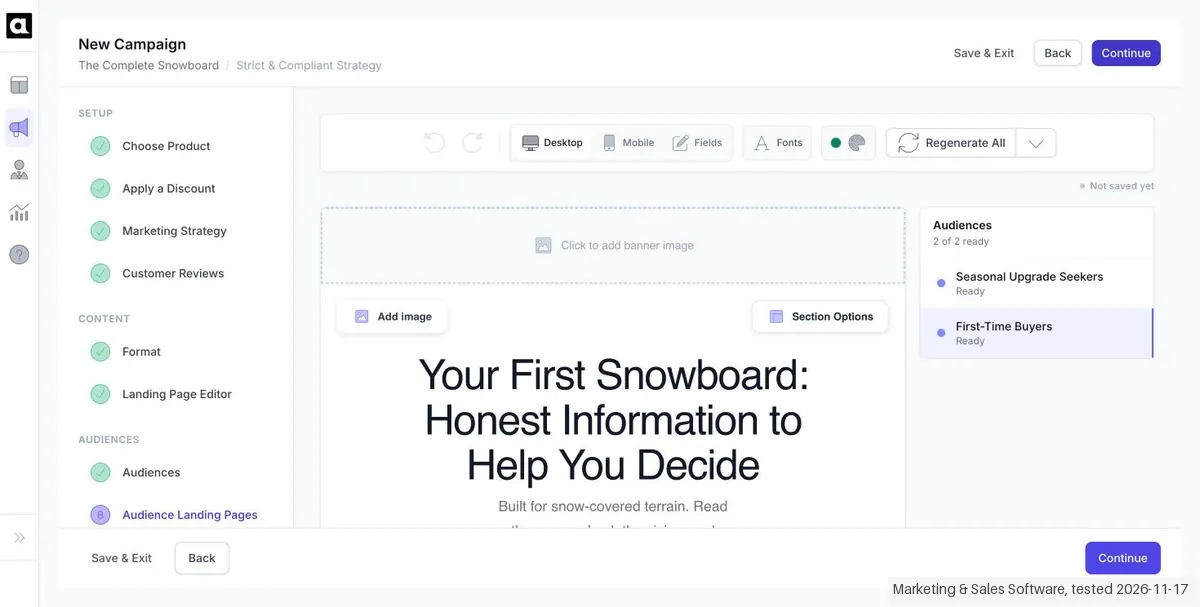 a
New Campaign
The Complete Snowboard / Strict & Compliant Strategy
Save & Exit
Back
Continue
SETUP
Choose Product
Apply a Discount
Marketing Strategy
Customer Reviews
CONTENT
Format
Landing Page Editor
AUDIENCES
Audiences
8 Audience Landing Pages
Desktop
Mobile
Fields
A Fonts
Regenerate All
Not saved yet
Click to add banner image
Add image
Section Options
Your First Snowboard:
Honest Information to
Help You Decide
Built for snow-covered terrain. Read
Audiences
2 of 2 ready
Seasonal Upgrade Seekers
Ready
First-Time Buyers
Ready
?
Save & Exit
Back
Continue
Marketing & Sales Software, tested 2026-11-17